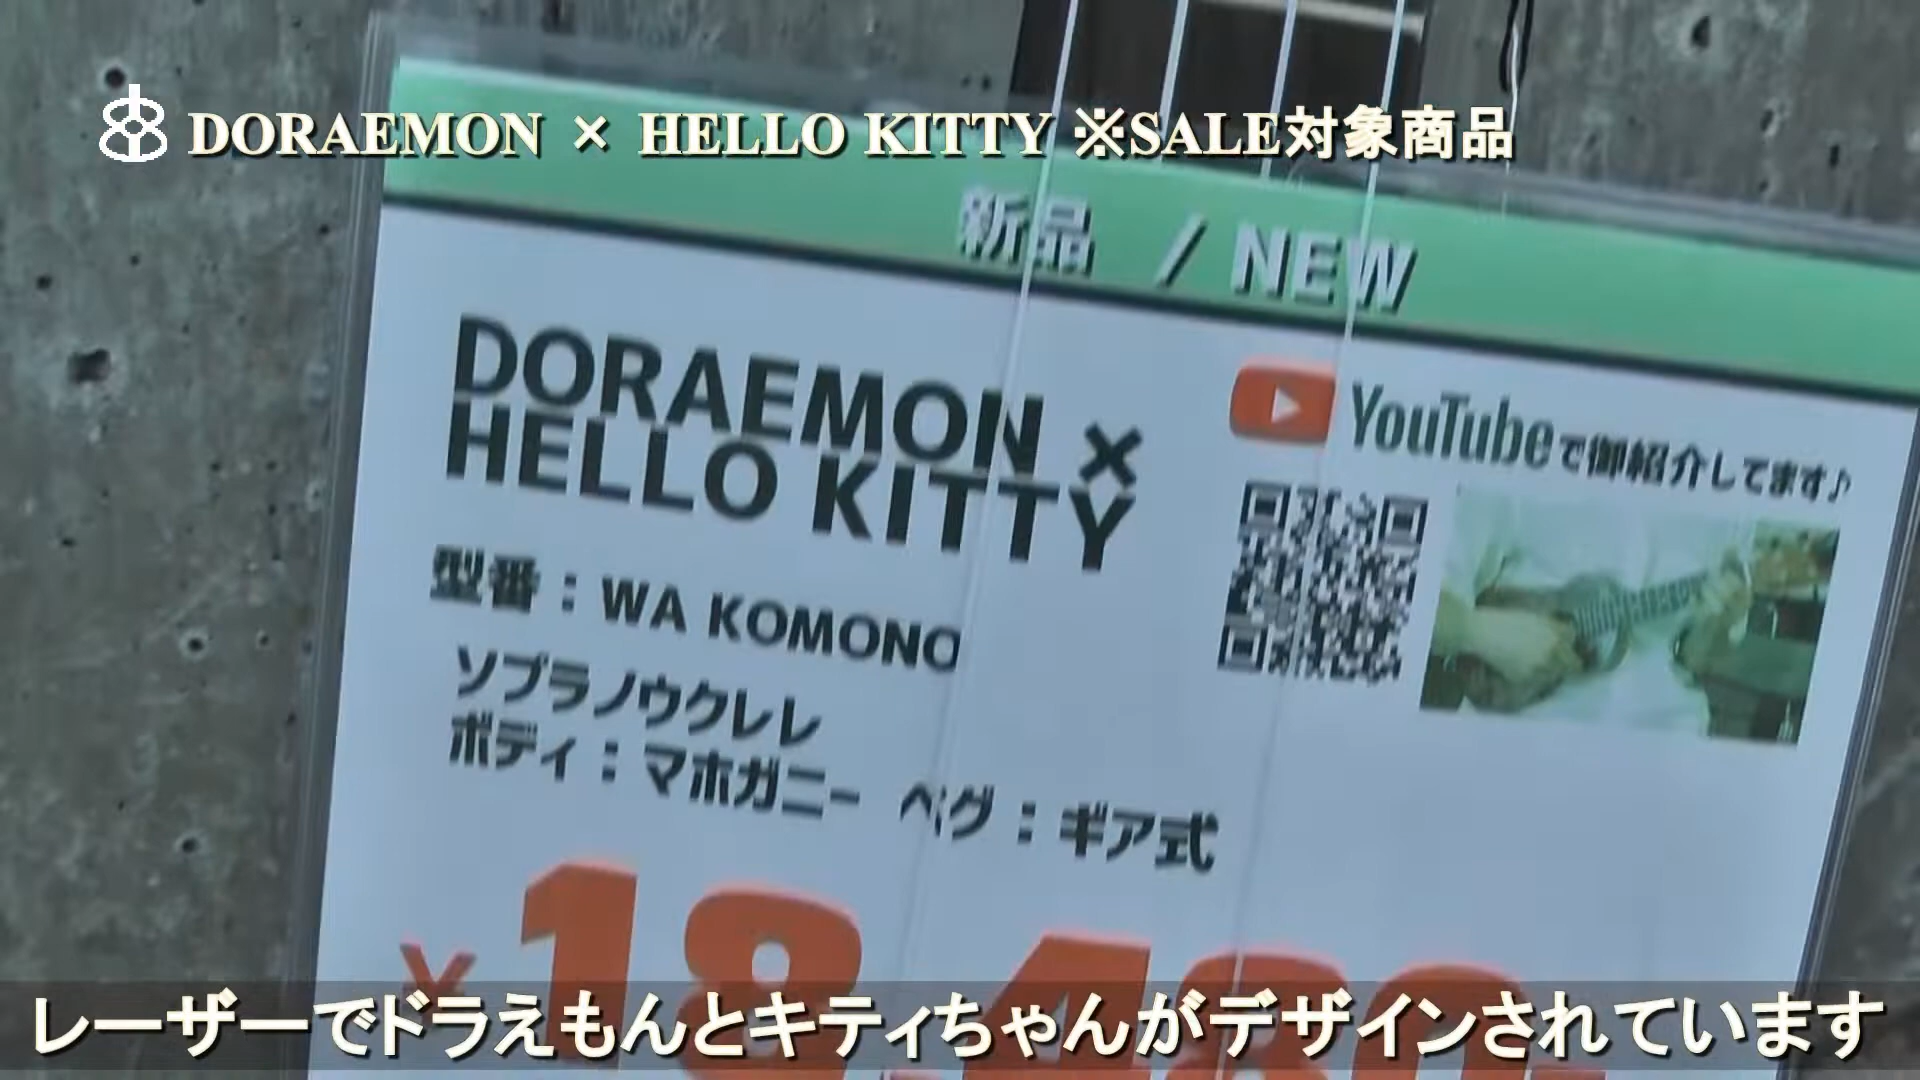 DORAEMON × HELLO KITTY ※SALE対象商品
新品 / NEW
DORAEMON ×
HELLO KITTY
YouTubeで御紹介してます♪
型番：WA KOMONO
ソプラノウクレレ
ボディ：マホガニー ペグ：ギア式
¥18,480
レーザーでドラえもんとキティちゃんがデザインされています